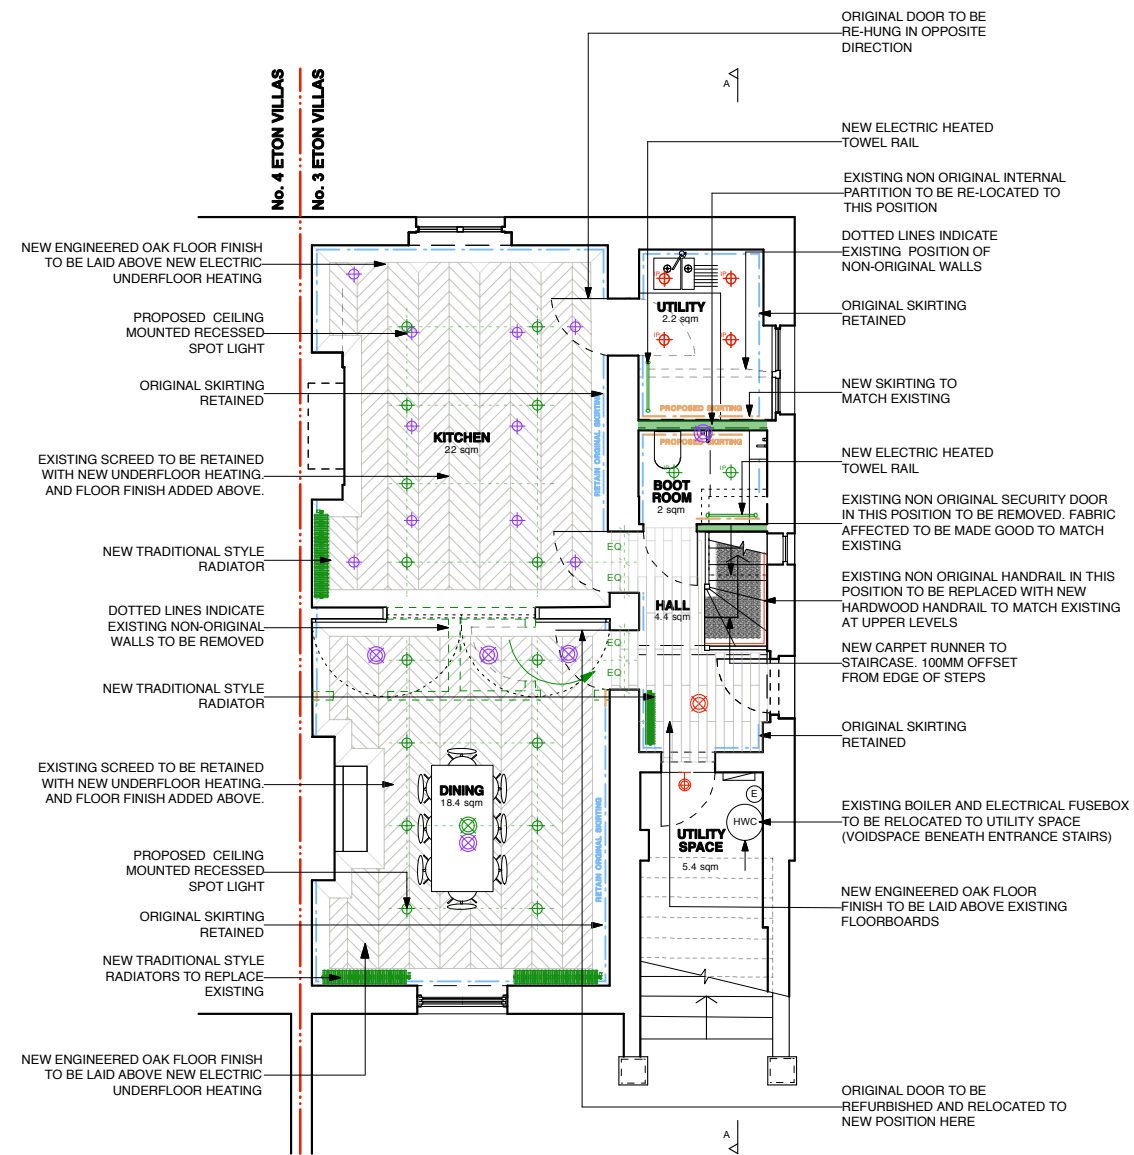 ORIGINAL DOOR TO BE
RE-HUNG IN OPPOSITE
DIRECTION
A
No. 4 ETON VILLAS
No. 3 ETON VILLAS
NEW ELECTRIC HEATED
TOWEL RAIL
EXISTING NON ORIGINAL INTERNAL
PARTITION TO BE RE-LOCATED TO
THIS POSITION
DOTTED LINES INDICATE
EXISTING POSITION OF
NON-ORIGINAL WALLS
ORIGINAL SKIRTING
RETAINED
NEW SKIRTING TO
MATCH EXISTING
NEW ELECTRIC HEATED
TOWEL RAIL
EXISTING NON ORIGINAL SECURITY DOOR
IN THIS POSITION TO BE REMOVED. FABRIC
AFFECTED TO BE MADE GOOD TO MATCH
EXISTING
EXISTING NON ORIGINAL HANDRAIL IN THIS
POSITION TO BE REPLACED WITH NEW
HARDWOOD HANDRAIL TO MATCH EXISTING
AT UPPER LEVELS
NEW CARPET RUNNER TO
STAIRCASE. 100MM OFFSET
FROM EDGE OF STEPS
ORIGINAL SKIRTING
RETAINED
EXISTING BOILER AND ELECTRICAL FUSEBOX
TO BE RELOCATED TO UTILITY SPACE
(VOIDSPACE BENEATH ENTRANCE STAIRS)
NEW ENGINEERED OAK FLOOR
FINISH TO BE LAID ABOVE EXISTING
FLOORBOARDS
ORIGINAL DOOR TO BE
REFURBISHED AND RELOCATED TO
NEW POSITION HERE
NEW ENGINEERED OAK FLOOR FINISH
TO BE LAID ABOVE NEW ELECTRIC
UNDERFLOOR HEATING
PROPOSED CEILING
MOUNTED RECESSED
SPOT LIGHT
ORIGINAL SKIRTING
RETAINED
EXISTING SCREED TO BE RETAINED
WITH NEW UNDERFLOOR HEATING.
AND FLOOR FINISH ADDED ABOVE.
NEW TRADITIONAL STYLE
RADIATOR
DOTTED LINES INDICATE
EXISTING NON-ORIGINAL
WALLS TO BE REMOVED
NEW TRADITIONAL STYLE
RADIATOR
EXISTING SCREED TO BE RETAINED
WITH NEW UNDERFLOOR HEATING.
AND FLOOR FINISH ADDED ABOVE.
PROPOSED CEILING
MOUNTED RECESSED
SPOT LIGHT
ORIGINAL SKIRTING
RETAINED
NEW TRADITIONAL STYLE
RADIATORS TO REPLACE
EXISTING
NEW ENGINEERED OAK FLOOR FINISH
TO BE LAID ABOVE NEW ELECTRIC
UNDERFLOOR HEATING
KITCHEN
22 sqm
RETAIN ORIGINAL SKIRTING
UTILITY
2.2 sqm
IP
IP
IP
IP
PROPOSED SKIRTING
PROPOSED SKIRTING
IP
IP
BOOT
ROOM
2 sqm
EQ
EQ
EQ
EQ
HALL
4.4 sqm
DINING
18.4 sqm
RETAIN ORIGINAL SKIRTING
E
HWC
UTILITY
SPACE
5.4 sqm
A